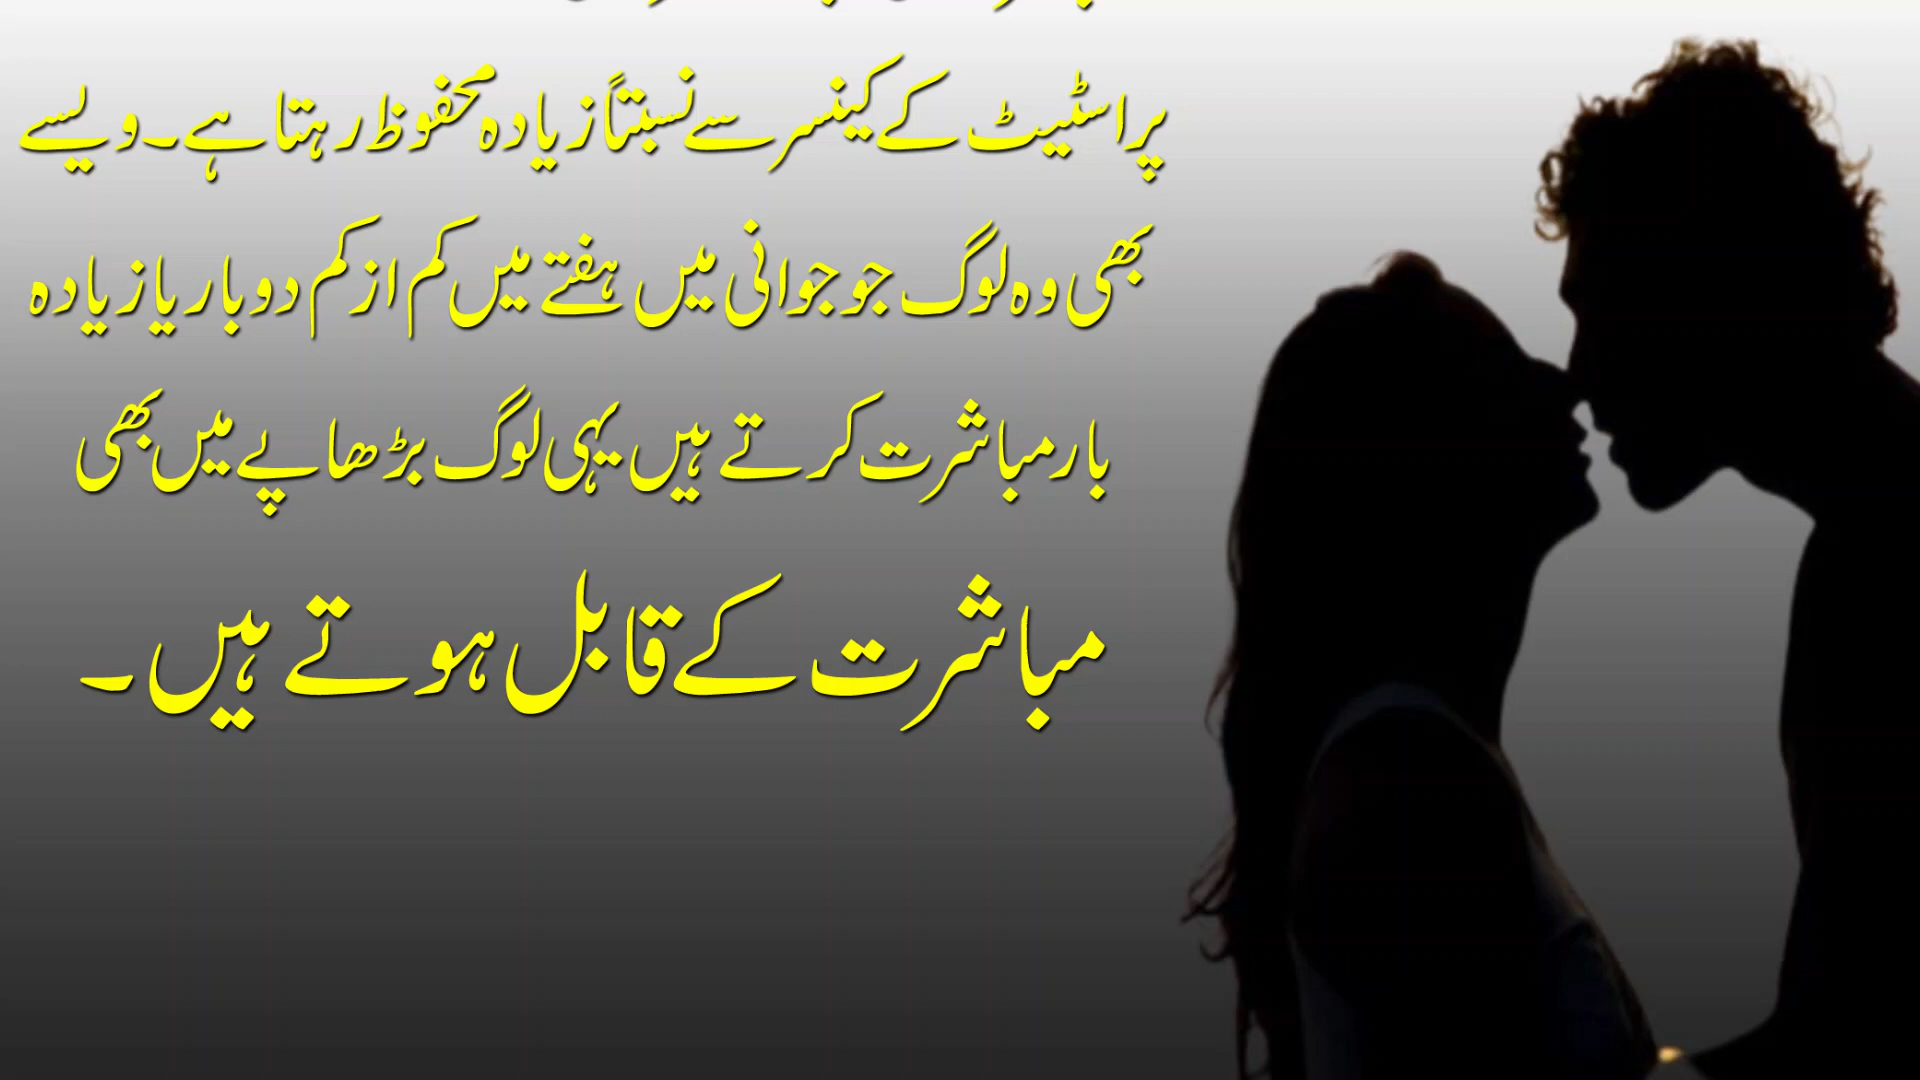 پراسٹیٹ کے کینسر سے نسبتاً زیادہ محفوظ رہتا ہے۔ ویسے
بھی وہ لوگ جو جوانی میں ہفتے میں کم از کم دو بار یا زیادہ
بار مباشرت کرتے ہیں یہی لوگ بڑھاپے میں بھی
مباشرت کے قابل ہوتے ہیں۔